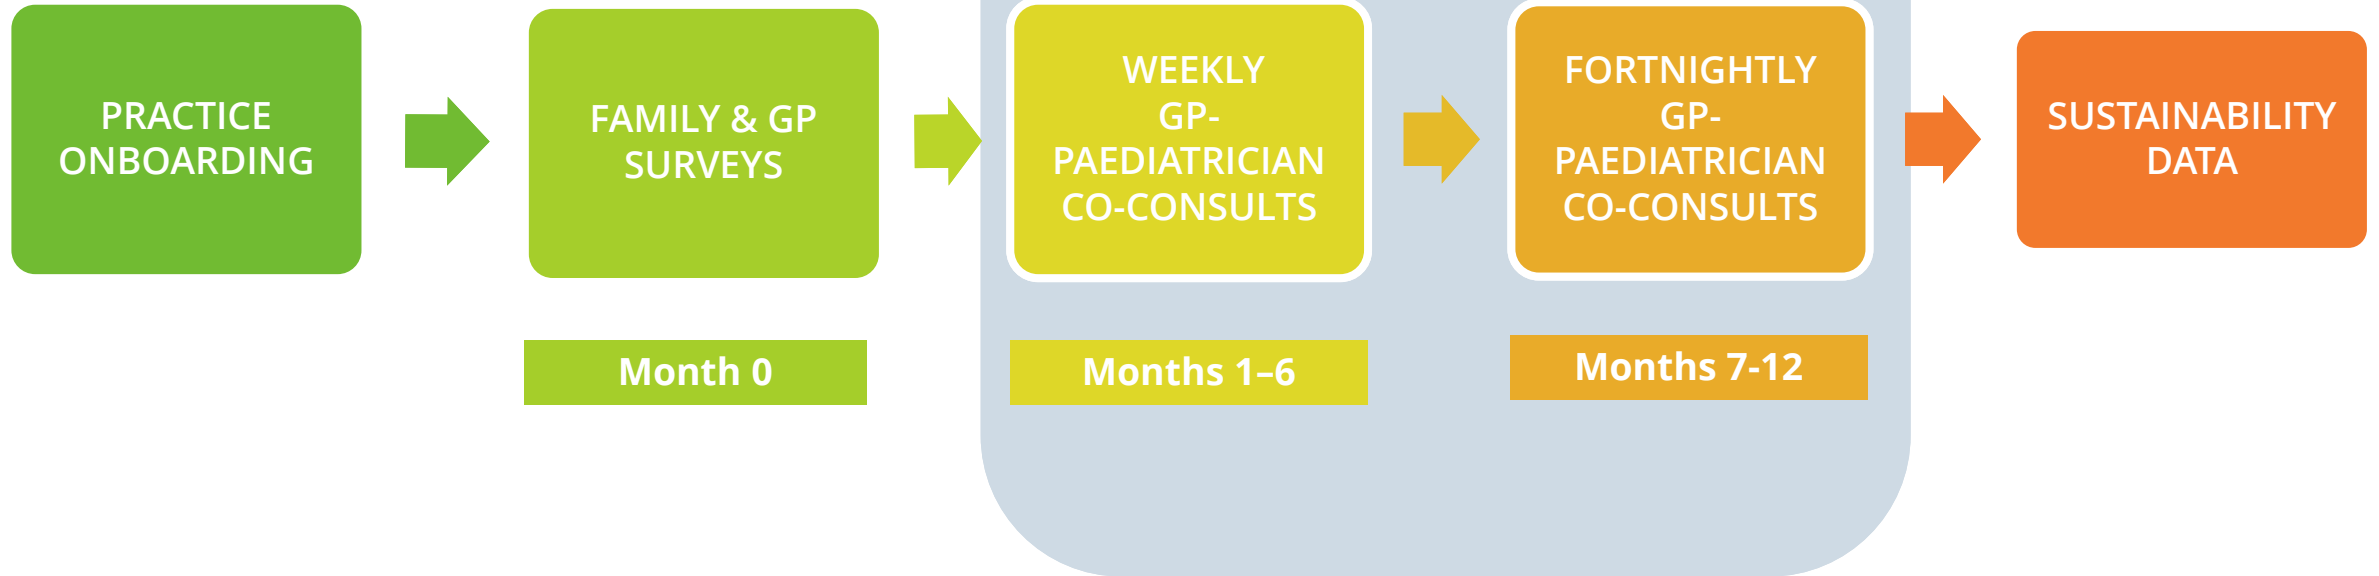 PRACTICE
ONBOARDING
FAMILY & GP
SURVEYS
WEEKLY
GP-
PAEDIATRICIAN
CO-CONSULTS
FORTNIGHTLY
GP-
PAEDIATRICIAN
CO-CONSULTS
SUSTAINABILITY
DATA
Month 0
Months 1–6
Months 7-12